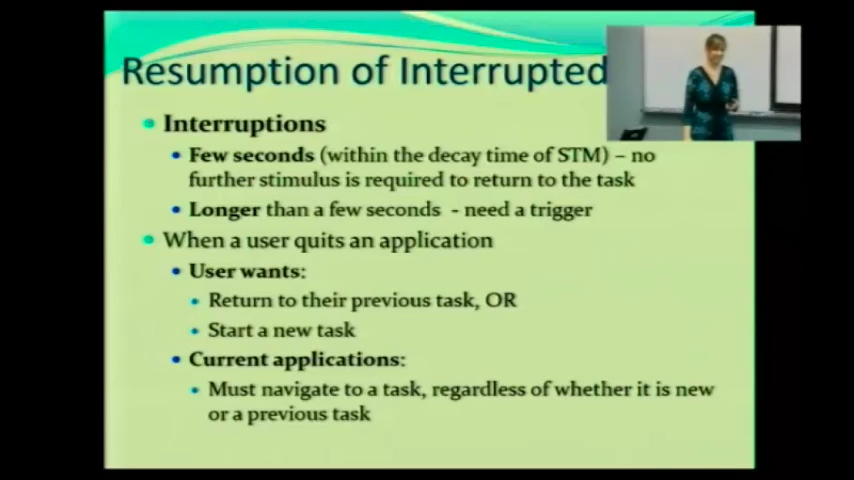 Resumption of Interrupted
Interruptions
Few seconds (within the decay time of STM) – no
further stimulus is required to return to the task
Longer than a few seconds - need a trigger
When a user quits an application
User wants:
Return to their previous task, OR
Start a new task
Current applications:
Must navigate to a task, regardless of whether it is new
or a previous task